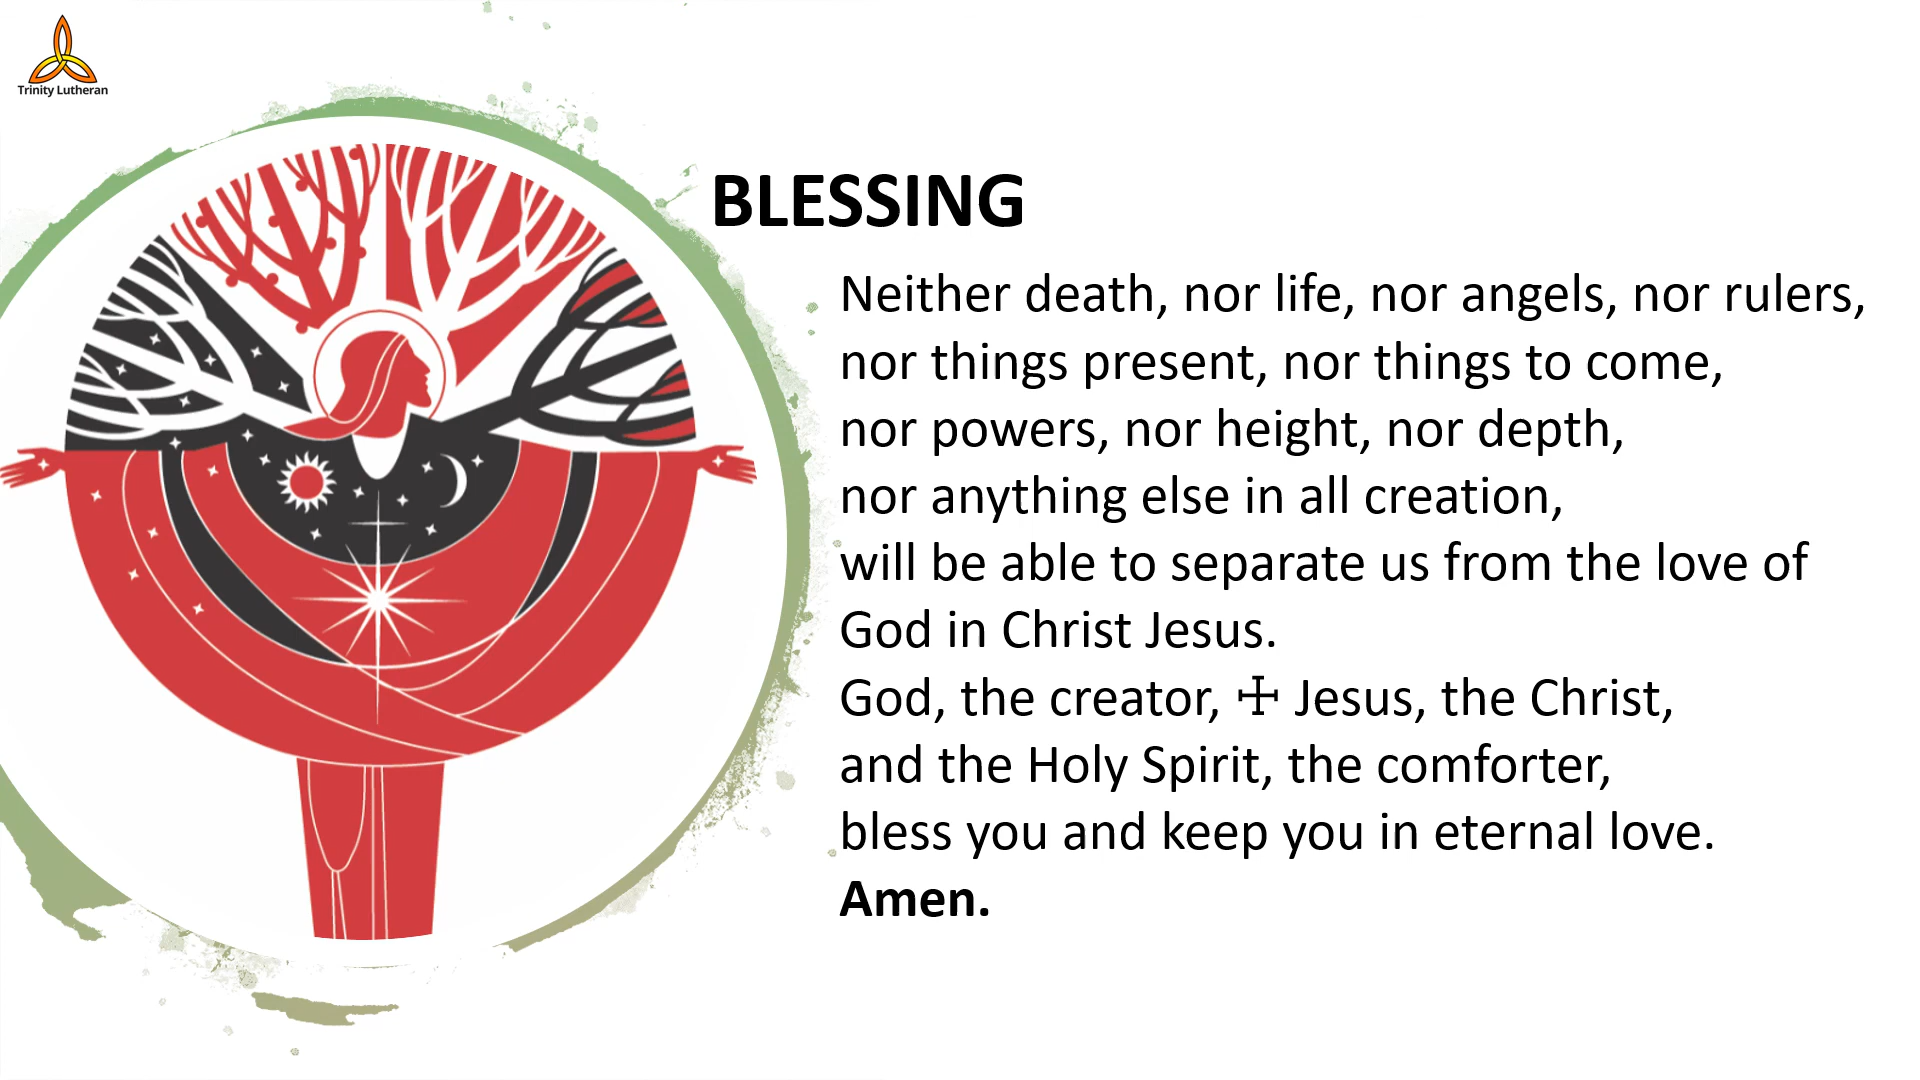 Trinity Lutheran
BLESSING
Neither death, nor life, nor angels, nor rulers,
nor things present, nor things to come,
nor powers, nor height, nor depth,
nor anything else in all creation,
will be able to separate us from the love of
God in Christ Jesus.
God, the creator, ☩ Jesus, the Christ,
and the Holy Spirit, the comforter,
bless you and keep you in eternal love.
Amen.